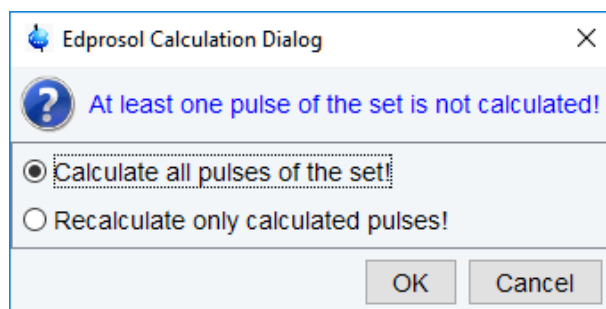 Edprosol Calculation Dialog
At least one pulse of the set is not calculated!
Calculate all pulses of the set!
Recalculate only calculated pulses!
OK Cancel